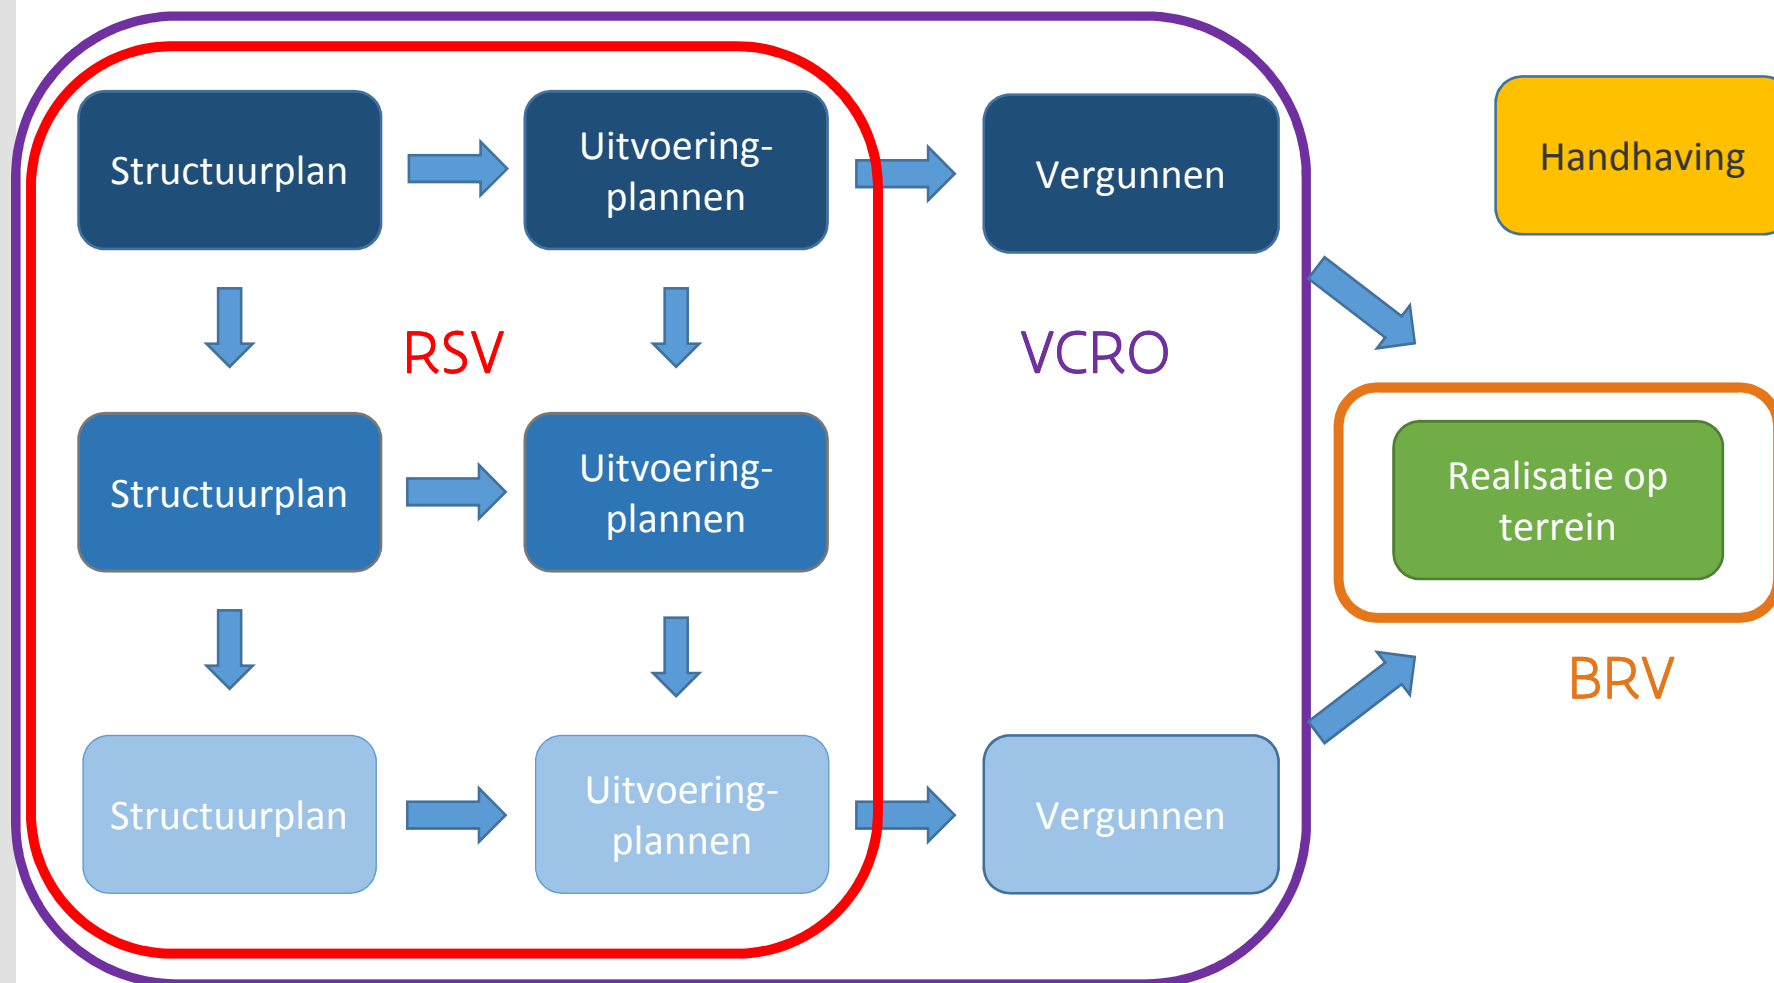 Structuurplan
Uitvoering-
plannen
Vergunnen
Handhaving
RSV
VCRO
Structuurplan
Uitvoering-
plannen
Realisatie op
terrein
BRV
Structuurplan
Uitvoering-
plannen
Vergunnen